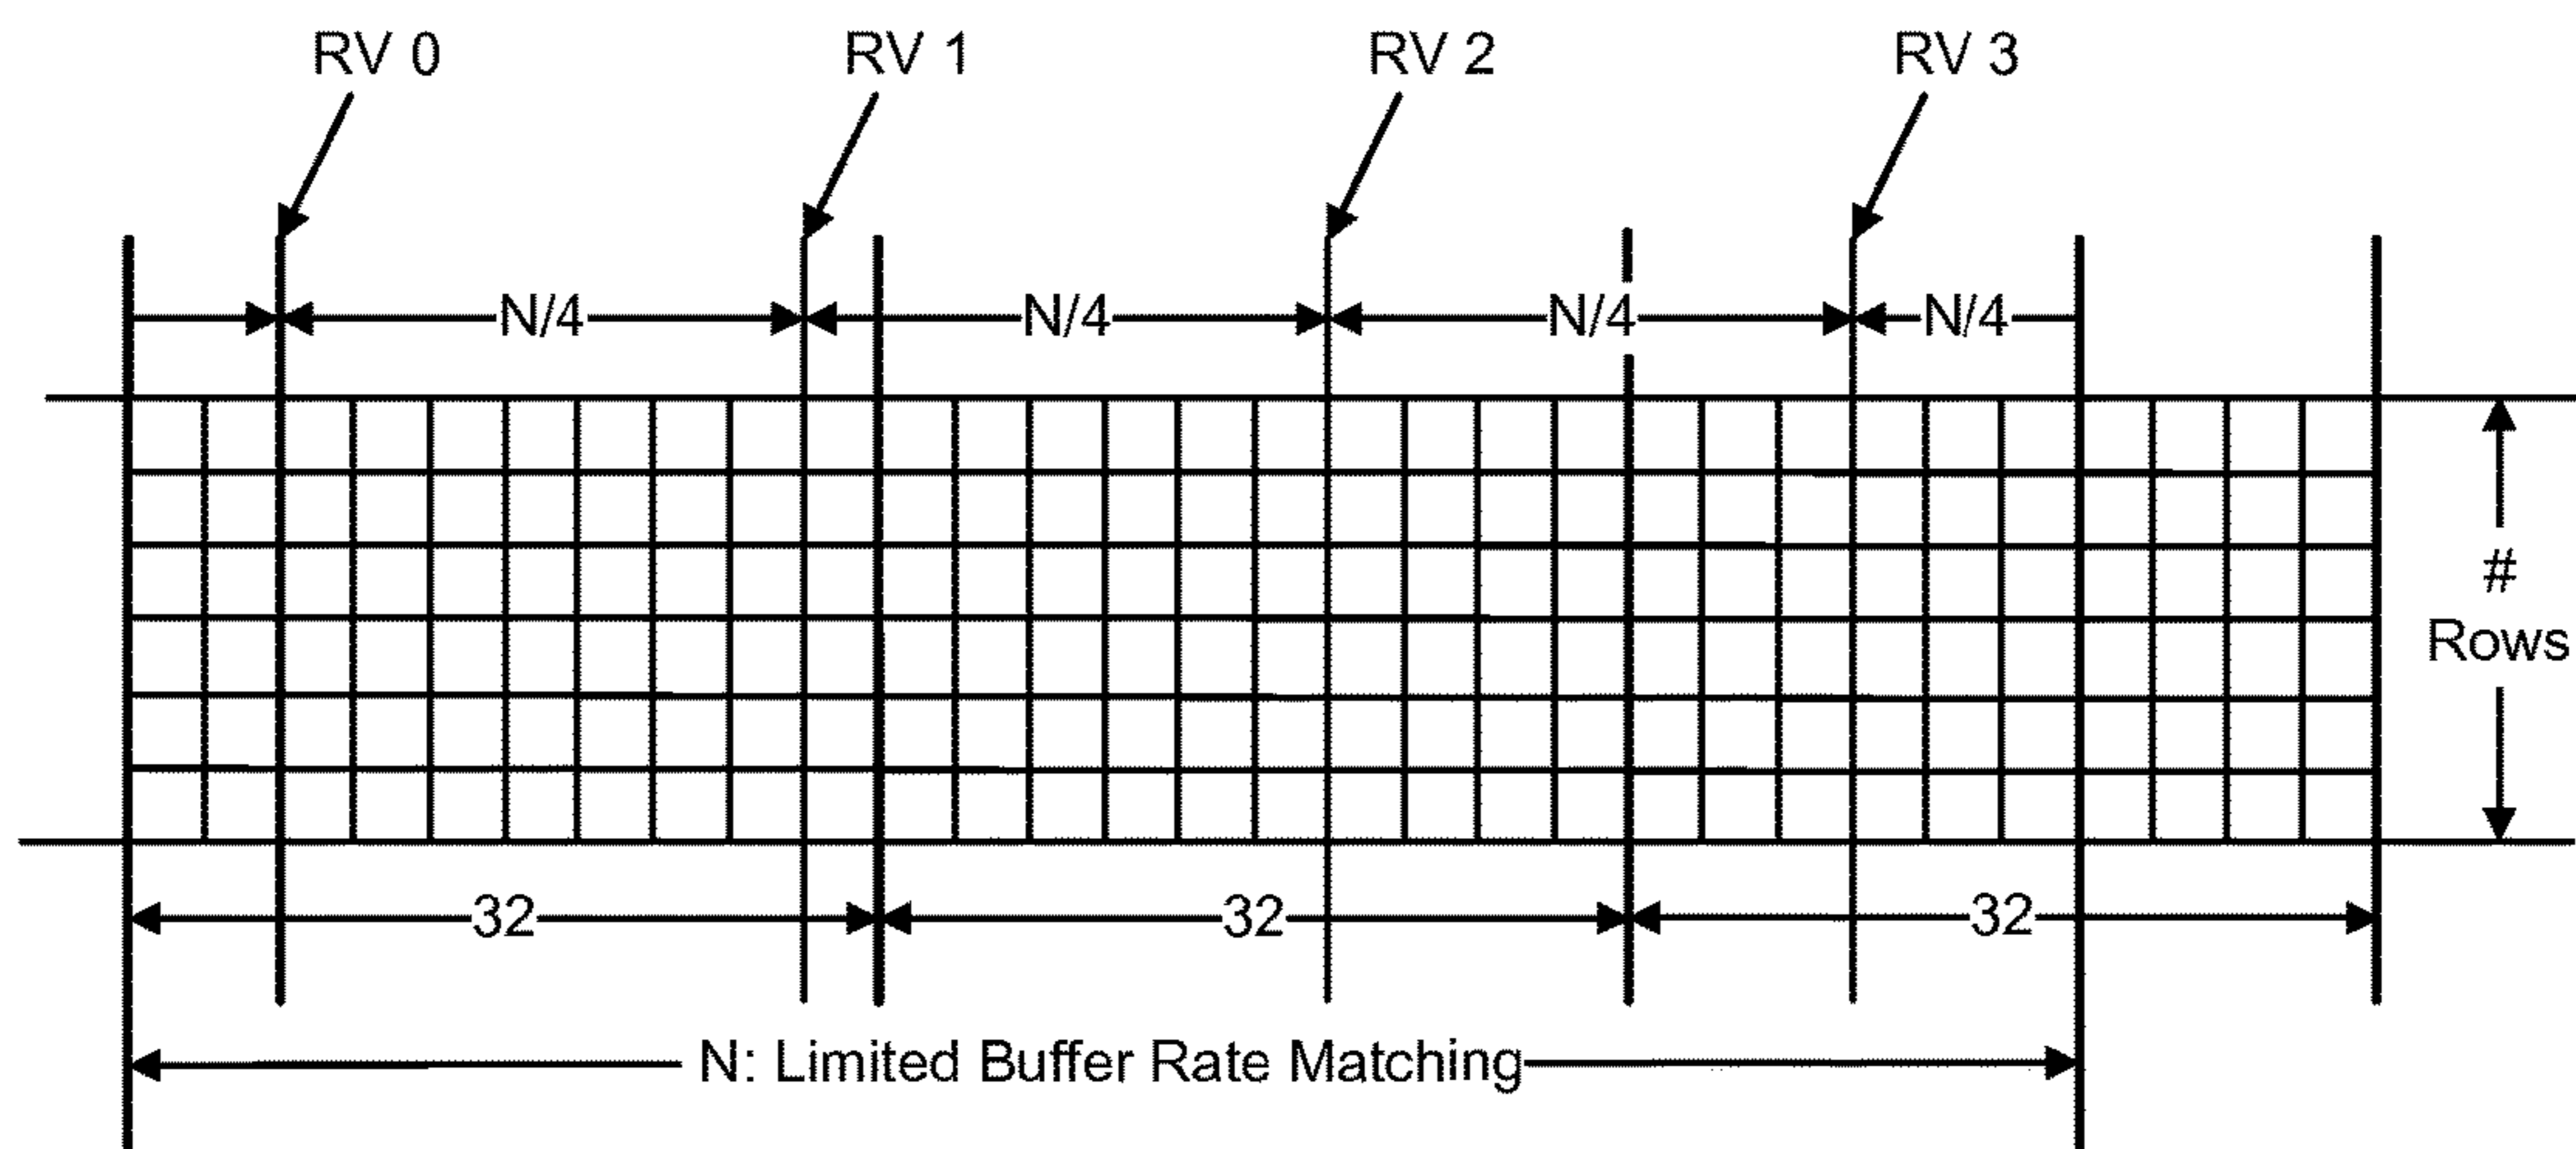 RV 0
RV 1
RV 2
RV 3
N/4
N/4
N/4
N/4
#
Rows
32
32
32
N: Limited Buffer Rate Matching